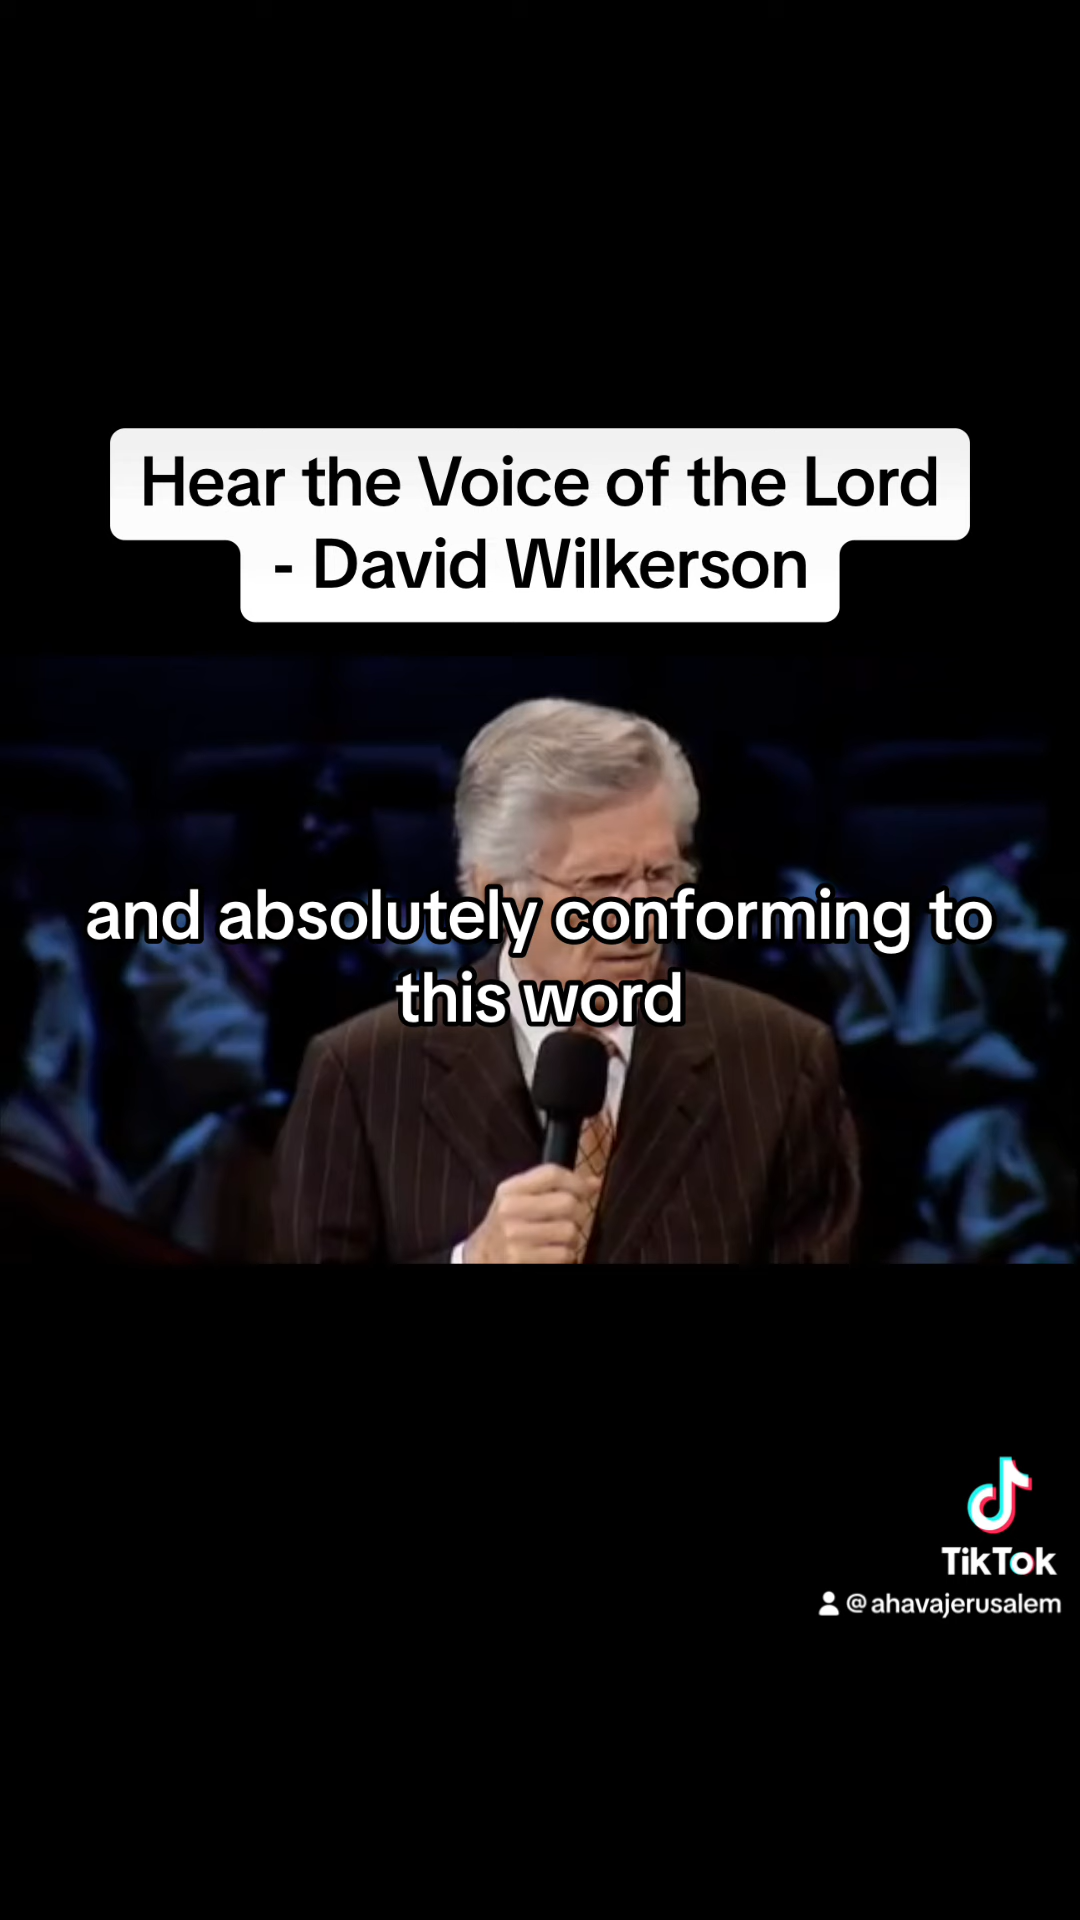 Hear the Voice of the Lord
- David Wilkerson
and absolutely conforming to
this word
TikTok
@ahavajerusalem